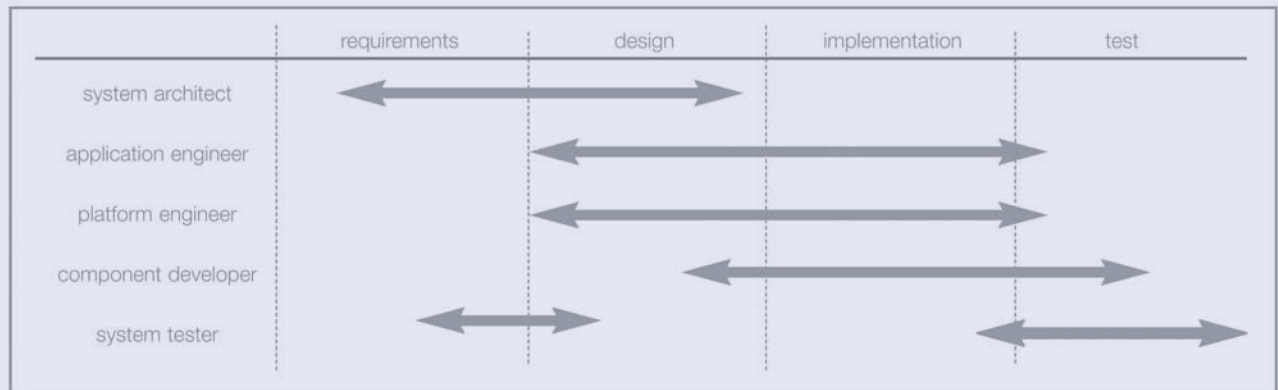 requirements design implementation test
system architect
application engineer
platform engineer
component developer
system tester